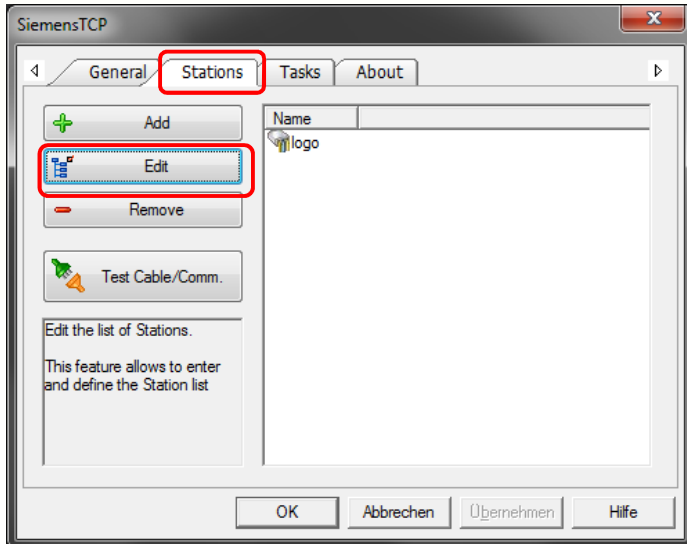 SiemensTCP
General Stations Tasks About
Add
Edit
Remove
Test Cable/Comm.
Edit the list of Stations.
This feature allows to enter
and define the Station list
Name
logo
OK Abbrechen Übernehmen Hilfe